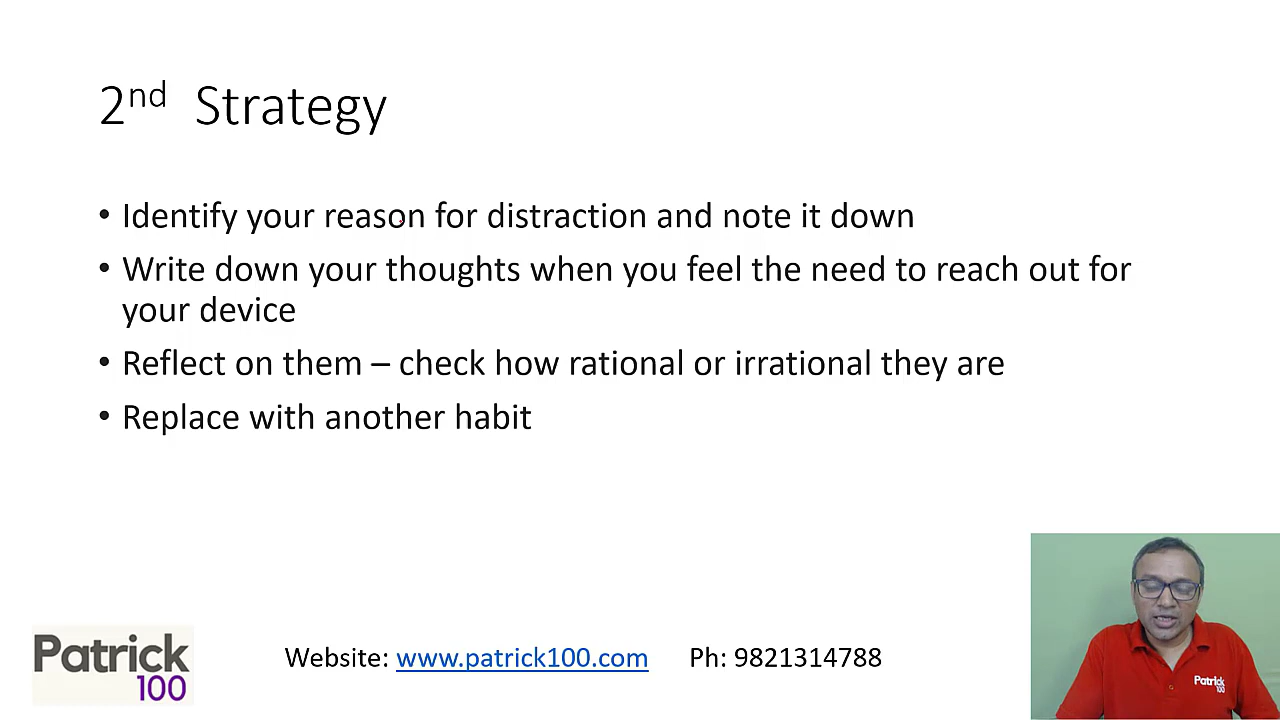 2nd Strategy
• Identify your reason for distraction and note it down
• Write down your thoughts when you feel the need to reach out for
your device
• Reflect on them – check how rational or irrational they are
• Replace with another habit
Patrick
100
Website: www.patrick100.com Ph: 9821314788
Patrick
100